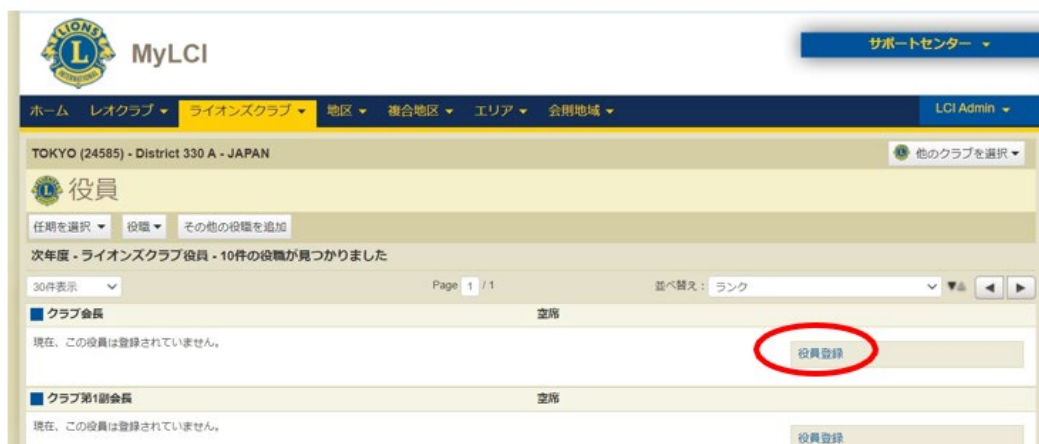 LIONS
L
INTERNATIONAL
MyLCI
サポートセンター
ホーム レオクラブ ライオンズクラブ 地区 複合地区 エリア 会則地域 LCI Admin
TOKYO (24585) - District 330 A - JAPAN 他のクラブを選択
役員
任期を選択 役職 その他の役職を追加
次年度 - ライオンズクラブ役員 - 10件の役職が見つかりました
30件表示 Page 1 / 1 並べ替え： ランク
クラブ会長 空席
現在、この役員は登録されていません。
役員登録
クラブ第1副会長 空席
現在、この役員は登録されていません。
役員登録